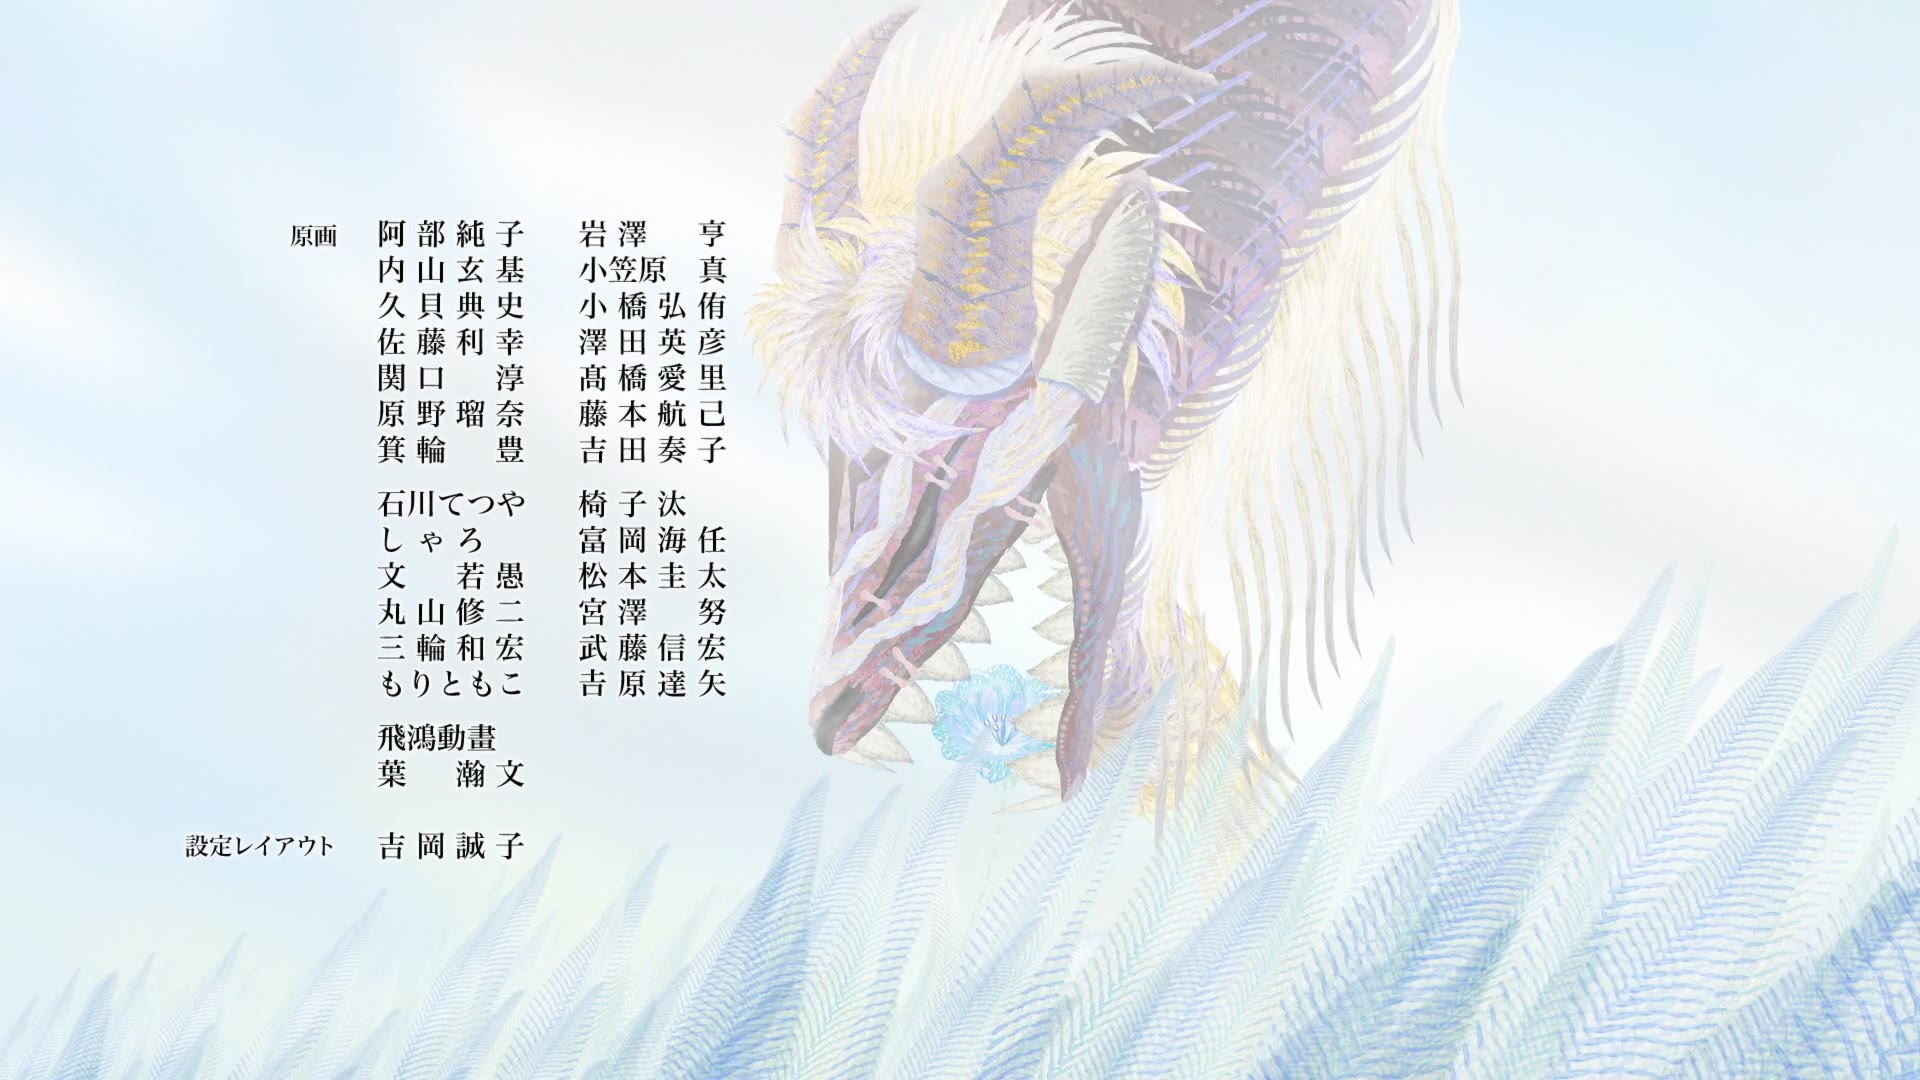 原画 阿部純子 岩澤 亨
内山玄基 小笠原 真
久貝典史 小橋弘侑
佐藤利幸 澤田英彦
関口 淳 髙橋愛里
原野瑠奈 藤本航己
箕輪 豊 吉田奏子
石川てつや 椅子汰
しゃろ 富岡海任
文 若愚 松本圭太
丸山修二 宮澤 努
三輪和宏 武藤信宏
もりともこ 𠮷原達矢
飛鴻動畫
葉 瀚文
設定レイアウト 吉岡誠子